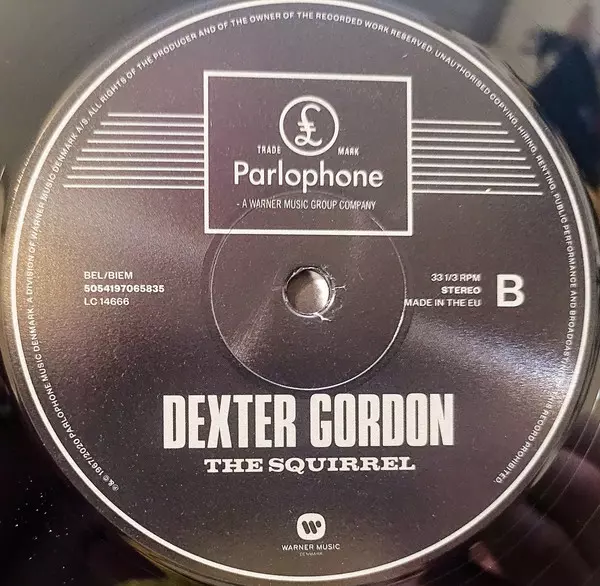 ℗&© 1967/2020 PARLOPHONE MUSIC DENMARK, A DIVISION OF WARNER MUSIC DENMARK A/S. ALL RIGHTS OF THE PRODUCER AND OF THE OWNER OF THE RECORDED WORK RESERVED. UNAUTHORISED COPYING, HIRING, RENTING, PUBLIC PERFORMANCE AND BROADCASTING THIS RECORD PROHIBITED.
£
TRADE MARK
Parlophone
- A WARNER MUSIC GROUP COMPANY
BEL/BIEM
5054197065835
LC 14666
33 1/3 RPM
STEREO
MADE IN THE EU
B
DEXTER GORDON
THE SQUIRREL
WARNER MUSIC
DENMARK